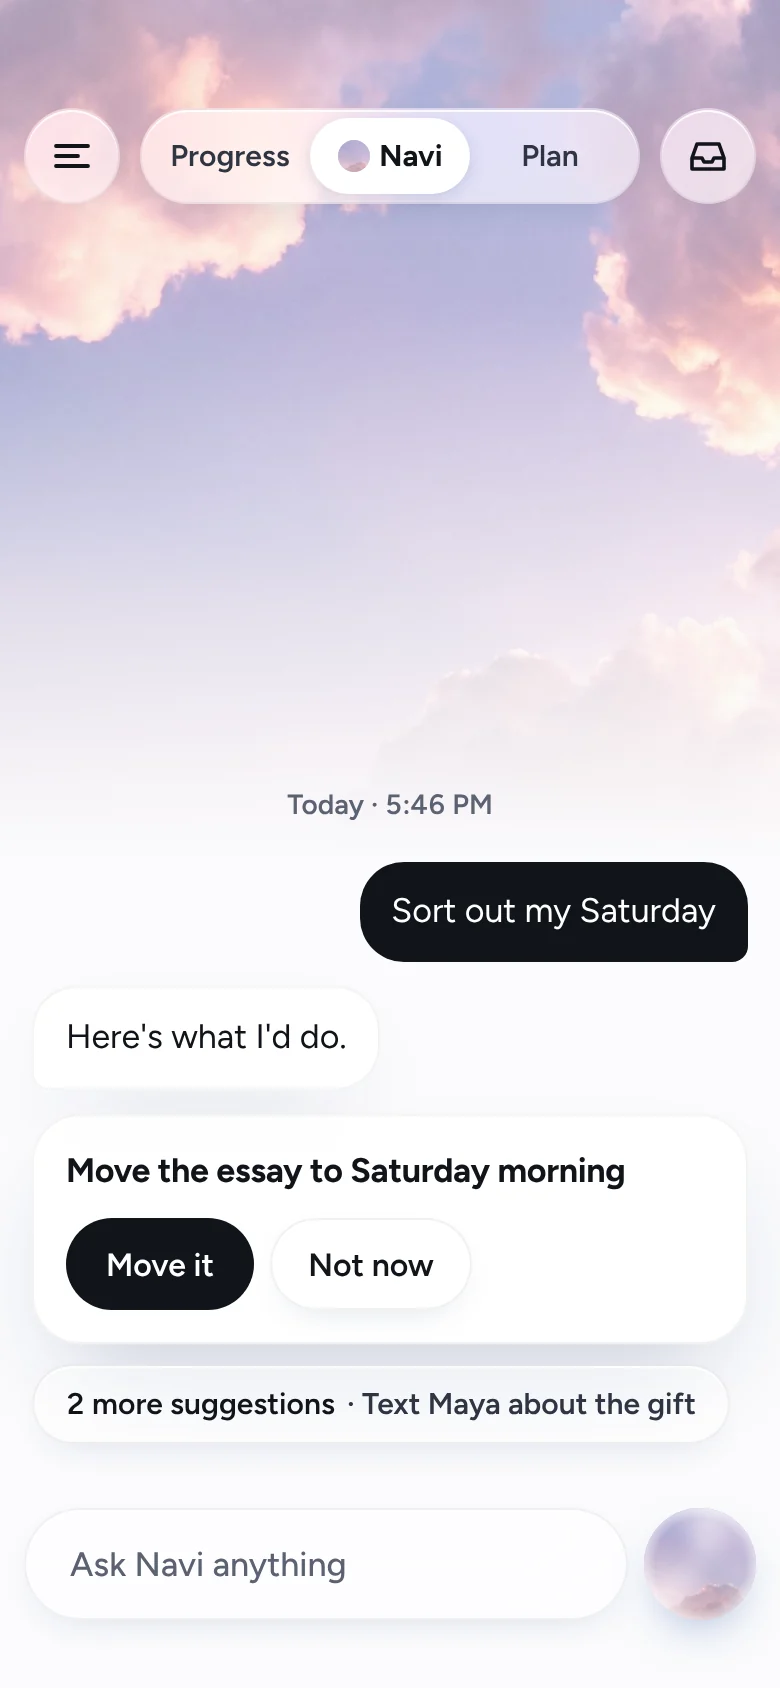 Progress
Navi
Plan
Today · 5:46 PM
Sort out my Saturday
Here's what I'd do.
Move the essay to Saturday morning
Move it
Not now
2 more suggestions · Text Maya about the gift
Ask Navi anything